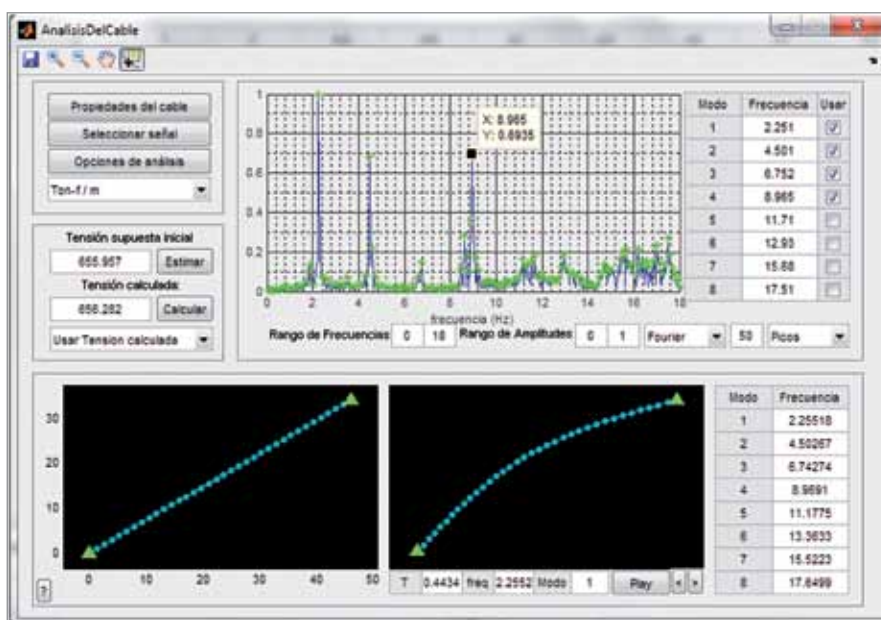 AnalisisDelCable
Propiedades del cable
Seleccionar señal
Opciones de análisis
Ton-f / m
Tensión supuesta inicial
655.957 Estimar
Tensión calculada:
656.282 Calcular
Usar Tension calculada
1
0.8
0.6
0.4
0.2
0
0 2 4 6 8 10 12 14 16 18
X: 8.965
Y: 0.6935
frecuencia (Hz)
Rango de Frecuencias 0 18 Rango de Amplitudes 0 1 Fourier 50 Picos
Modo Frecuencia Usar
1 2.251
2 4.501
3 6.752
4 8.965
5 11.71
6 12.93
7 15.68
8 17.51
30
20
10
0
0 10 20 30 40 50
?
T 0.4434 freq 2.2552 Modo 1 Play
Modo Frecuencia
1 2.25518
2 4.50267
3 6.74274
4 8.9691
5 11.1775
6 13.3633
7 15.5223
8 17.6499